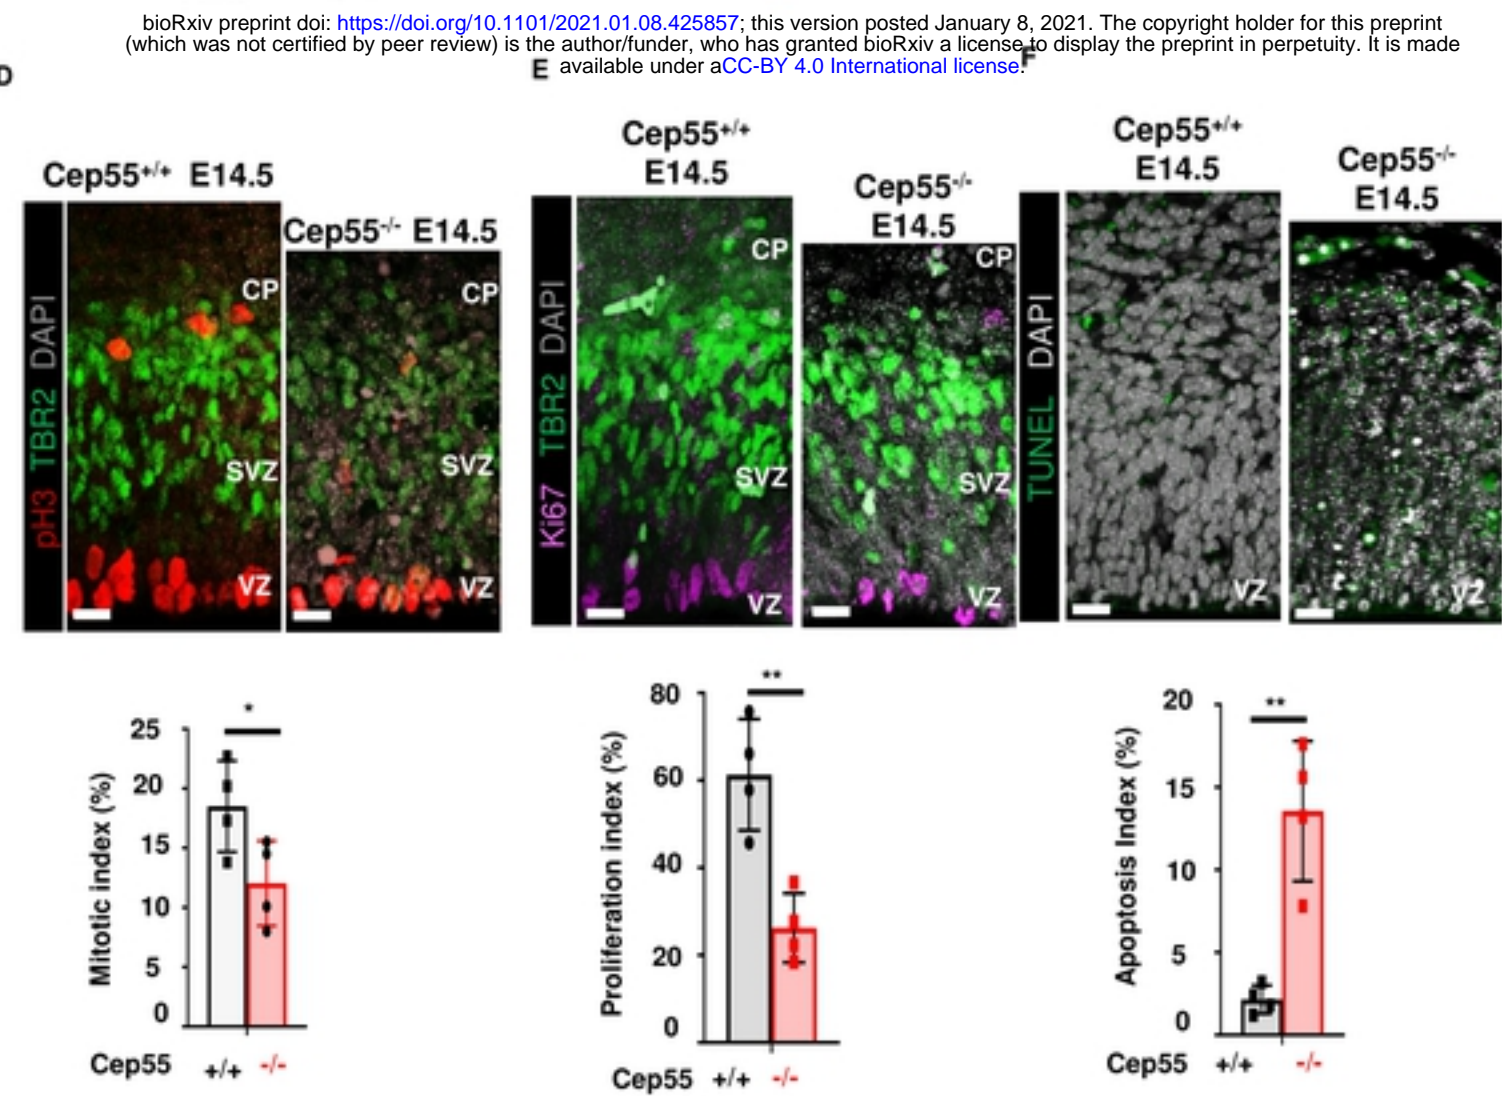 bioRxiv preprint doi: https://doi.org/10.1101/2021.01.08.425857; this version posted January 8, 2021. The copyright holder for this preprint
(which was not certified by peer review) is the author/funder, who has granted bioRxiv a license to display the preprint in perpetuity. It is made
available under aCC-BY 4.0 International license.
D
E
F
Cep55+/+ E14.5
Cep55-/- E14.5
pH3 TBR2 DAPI
CP
SVZ
VZ
CP
SVZ
VZ
Cep55+/+
E14.5
Cep55-/-
E14.5
Ki67 TBR2 DAPI
CP
SVZ
VZ
CP
SVZ
VZ
Cep55+/+
E14.5
Cep55-/-
E14.5
TUNEL DAPI
VZ
VZ
Mitotic index (%)
25
20
15
10
5
0
*
Cep55 +/+ -/-
Proliferation index (%)
80
60
40
20
0
**
Cep55 +/+ -/-
Apoptosis Index (%)
20
15
10
5
0
**
Cep55 +/+ -/-